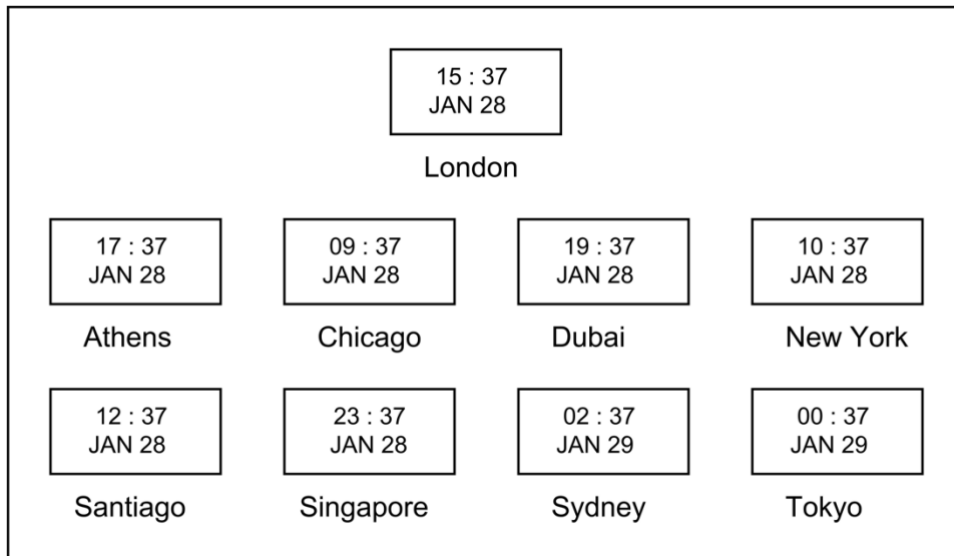 15 : 37
JAN 28
London
17 : 37
JAN 28
Athens
09 : 37
JAN 28
Chicago
19 : 37
JAN 28
Dubai
10 : 37
JAN 28
New York
12 : 37
JAN 28
Santiago
23 : 37
JAN 28
Singapore
02 : 37
JAN 29
Sydney
00 : 37
JAN 29
Tokyo